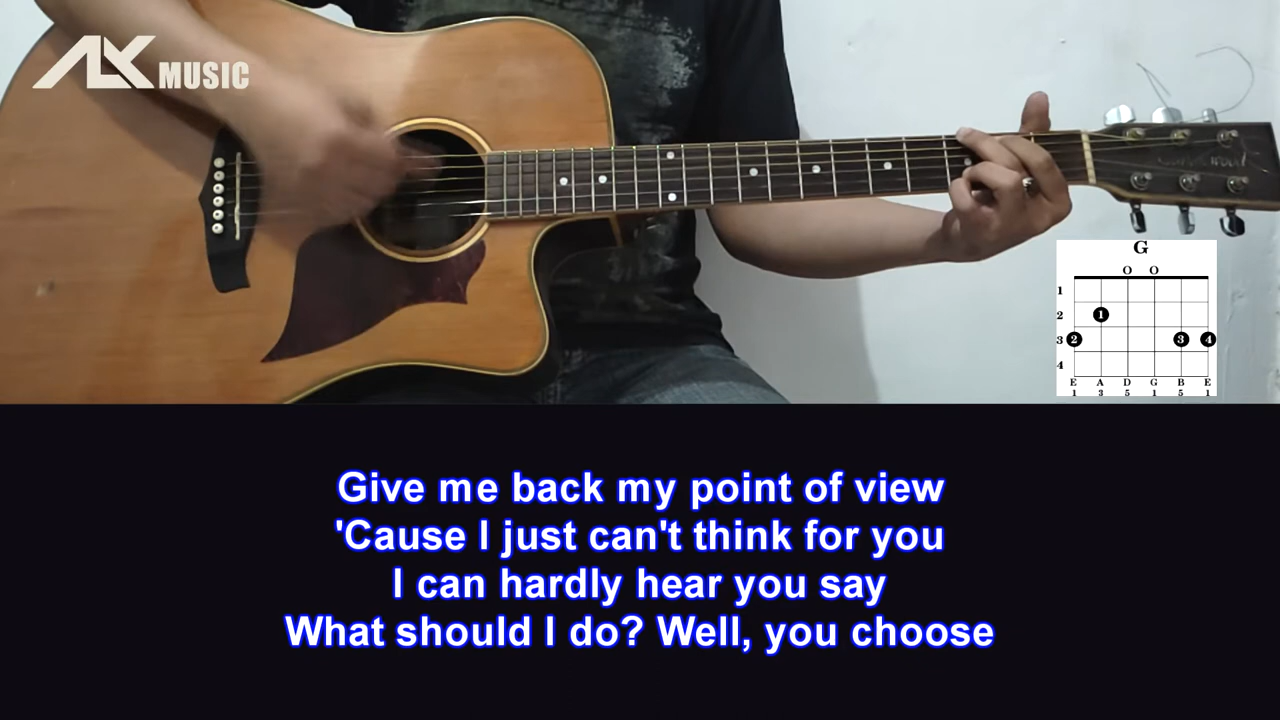 ALK MUSIC
G
O O
1
2 1
3 2 3 4
4
E A D G B E
1 3 5 1 5 1
Give me back my point of view
'Cause I just can't think for you
I can hardly hear you say
What should I do? Well, you choose